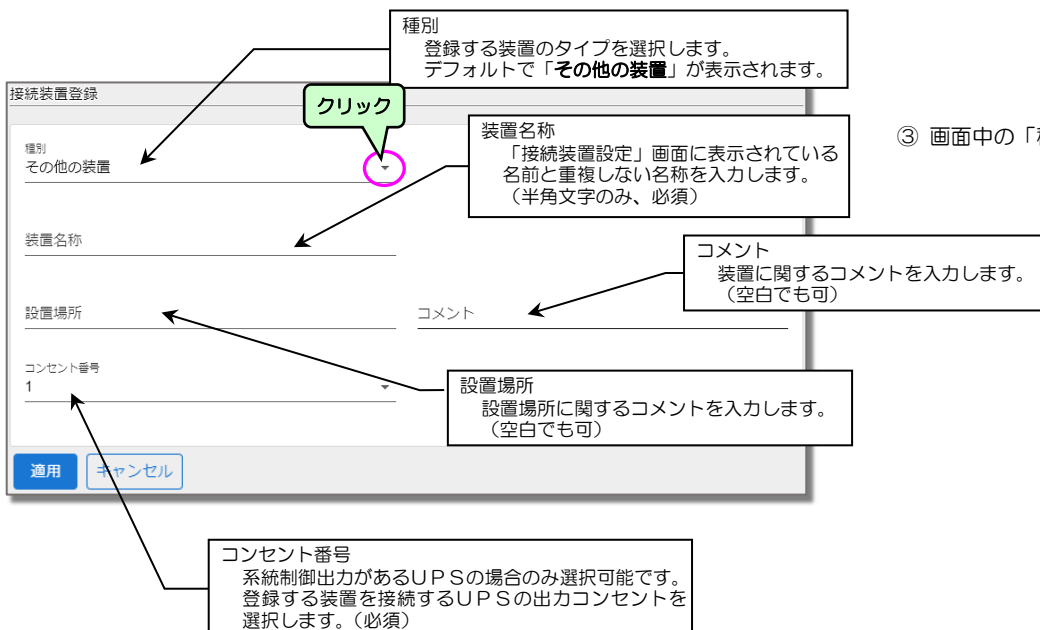 種別
登録する装置のタイプを選択します。
デフォルトで「その他の装置」が表示されます。
接続装置登録
クリック
種別
その他の装置
装置名称
「接続装置設定」画面に表示されている
名前と重複しない名称を入力します。
（半角文字のみ、必須）
③ 画面中の「
装置名称
コメント
装置に関するコメントを入力します。
（空白でも可）
設置場所
コメント
コンセント番号
1
設置場所
設置場所に関するコメントを入力します。
（空白でも可）
適用
キャンセル
コンセント番号
系統制御出力があるＵＰＳの場合のみ選択可能です。
登録する装置を接続するＵＰＳの出力コンセントを
選択します。（必須）